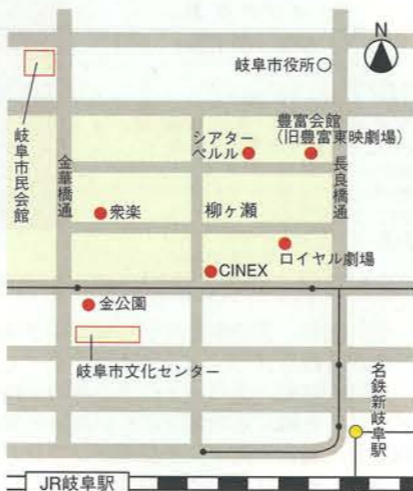 N
岐阜市役所
岐阜市民会館
金華橋通
シアター
ペルル
豊富会館
(旧豊富東映劇場)
長良橋通
衆楽
柳ヶ瀬
ロイヤル劇場
CINEX
金公園
岐阜市文化センター
名鉄新岐阜駅
JR岐阜駅